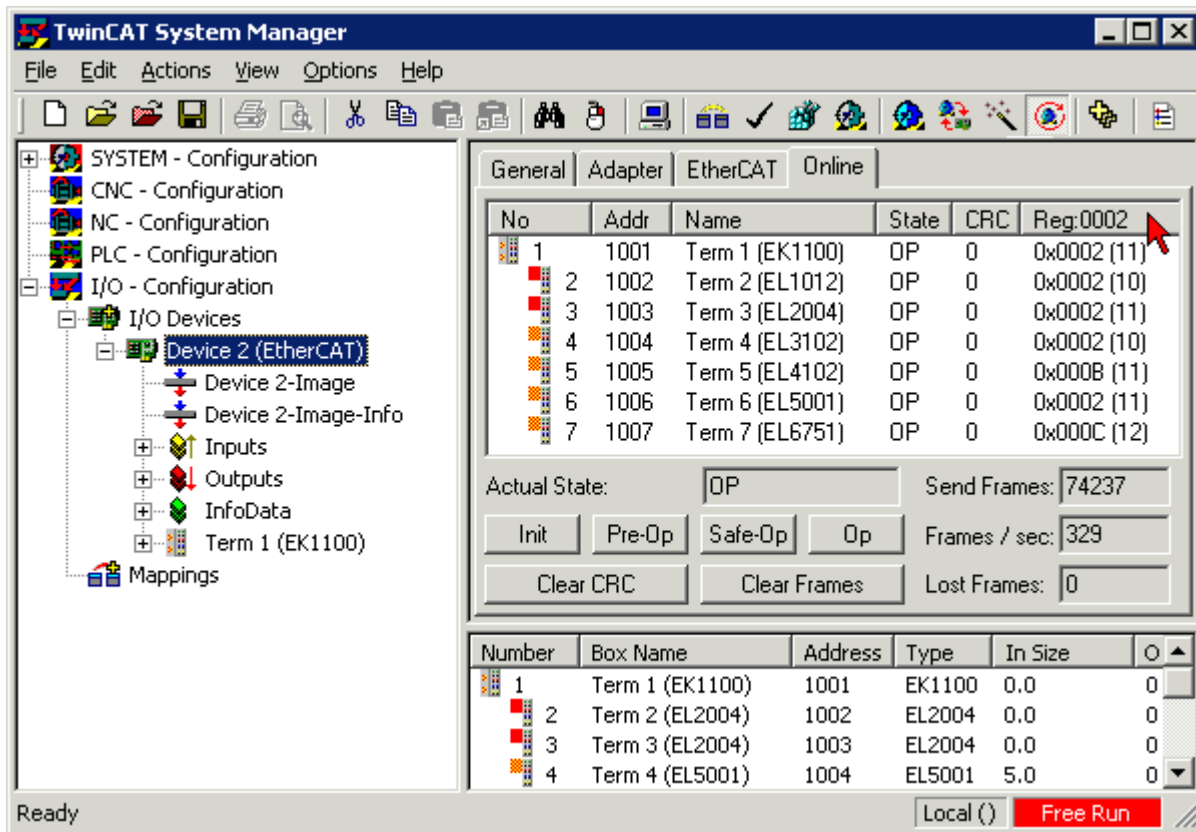 TwinCAT System Manager
File Edit Actions View Options Help
SYSTEM - Configuration
CNC - Configuration
NC - Configuration
PLC - Configuration
I/O - Configuration
I/O Devices
Device 2 (EtherCAT)
Device 2-Image
Device 2-Image-Info
Inputs
Outputs
InfoData
Term 1 (EK1100)
Mappings
General Adapter EtherCAT Online
No Addr Name State CRC Reg:0002
1 1001 Term 1 (EK1100) OP 0 0x0002 (11)
2 1002 Term 2 (EL1012) OP 0 0x0002 (10)
3 1003 Term 3 (EL2004) OP 0 0x0002 (11)
4 1004 Term 4 (EL3102) OP 0 0x0002 (10)
5 1005 Term 5 (EL4102) OP 0 0x000B (11)
6 1006 Term 6 (EL5001) OP 0 0x0002 (11)
7 1007 Term 7 (EL6751) OP 0 0x000C (12)
Actual State: OP Send Frames: 74237
Init Pre-Op Safe-Op Op Frames / sec: 329
Clear CRC Clear Frames Lost Frames: 0
Number Box Name Address Type In Size O
1 Term 1 (EK1100) 1001 EK1100 0.0 0
2 Term 2 (EL2004) 1002 EL2004 0.0 0
3 Term 3 (EL2004) 1003 EL2004 0.0 0
4 Term 4 (EL5001) 1004 EL5001 5.0 0
Ready Local () Free Run